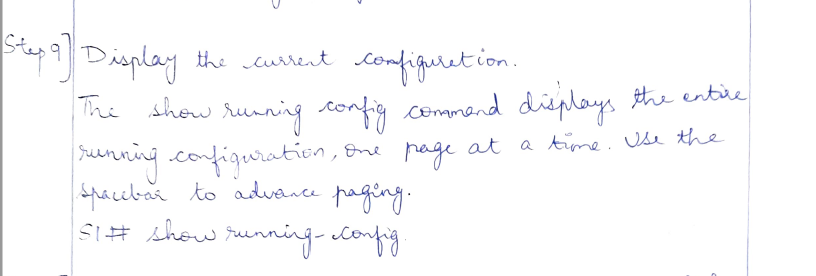 Step 9] Display the current configuretion.
The show running config command displays the entire
running configuration, one page at a time. Use the
spacebar to advance paging.
S1# show running-config